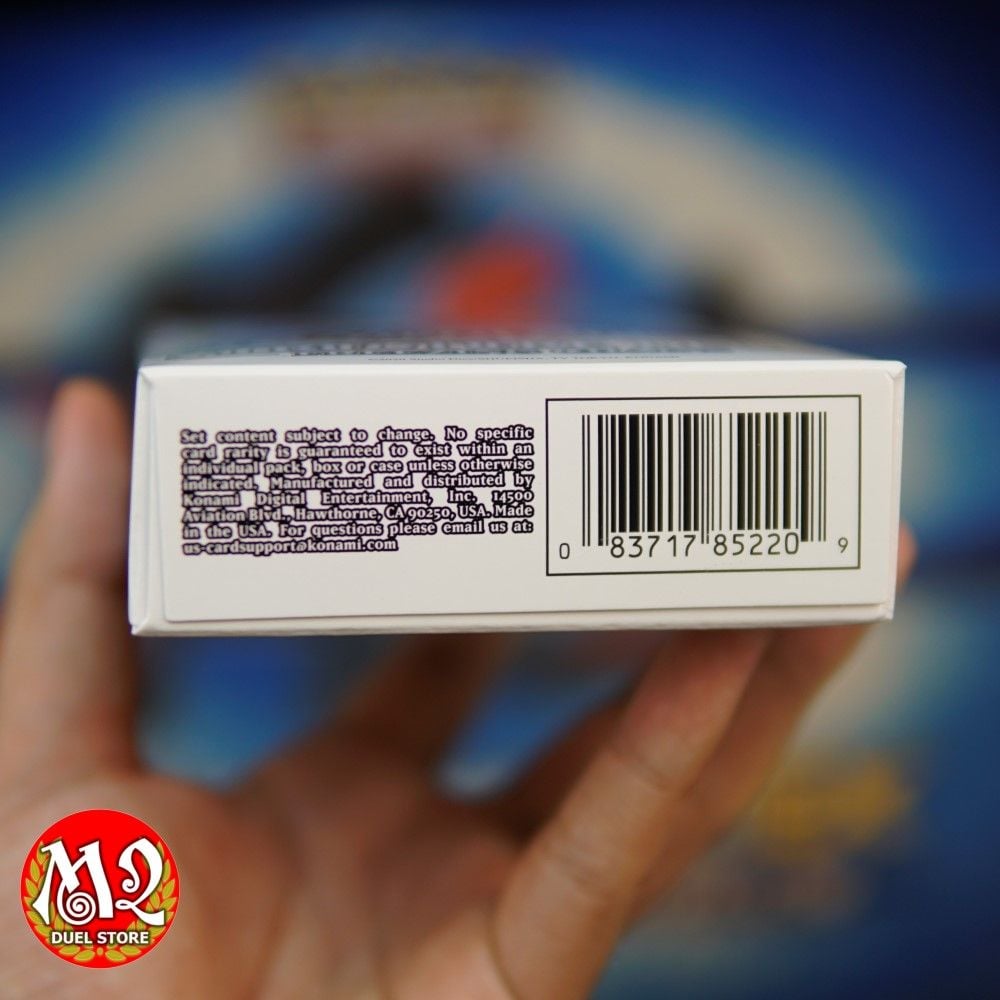 Set content subject to change. No specific
card rarity is guaranteed to exist within an
individual pack, box or case unless otherwise
indicated. Manufactured and distributed by
Konami Digital Entertainment, Inc. 14500
Aviation Blvd., Hawthorne, CA 90250, USA. Made
in the USA. For questions please email us at:
us-cardsupport@konami.com
0 83717 85220 9
M2
DUEL STORE